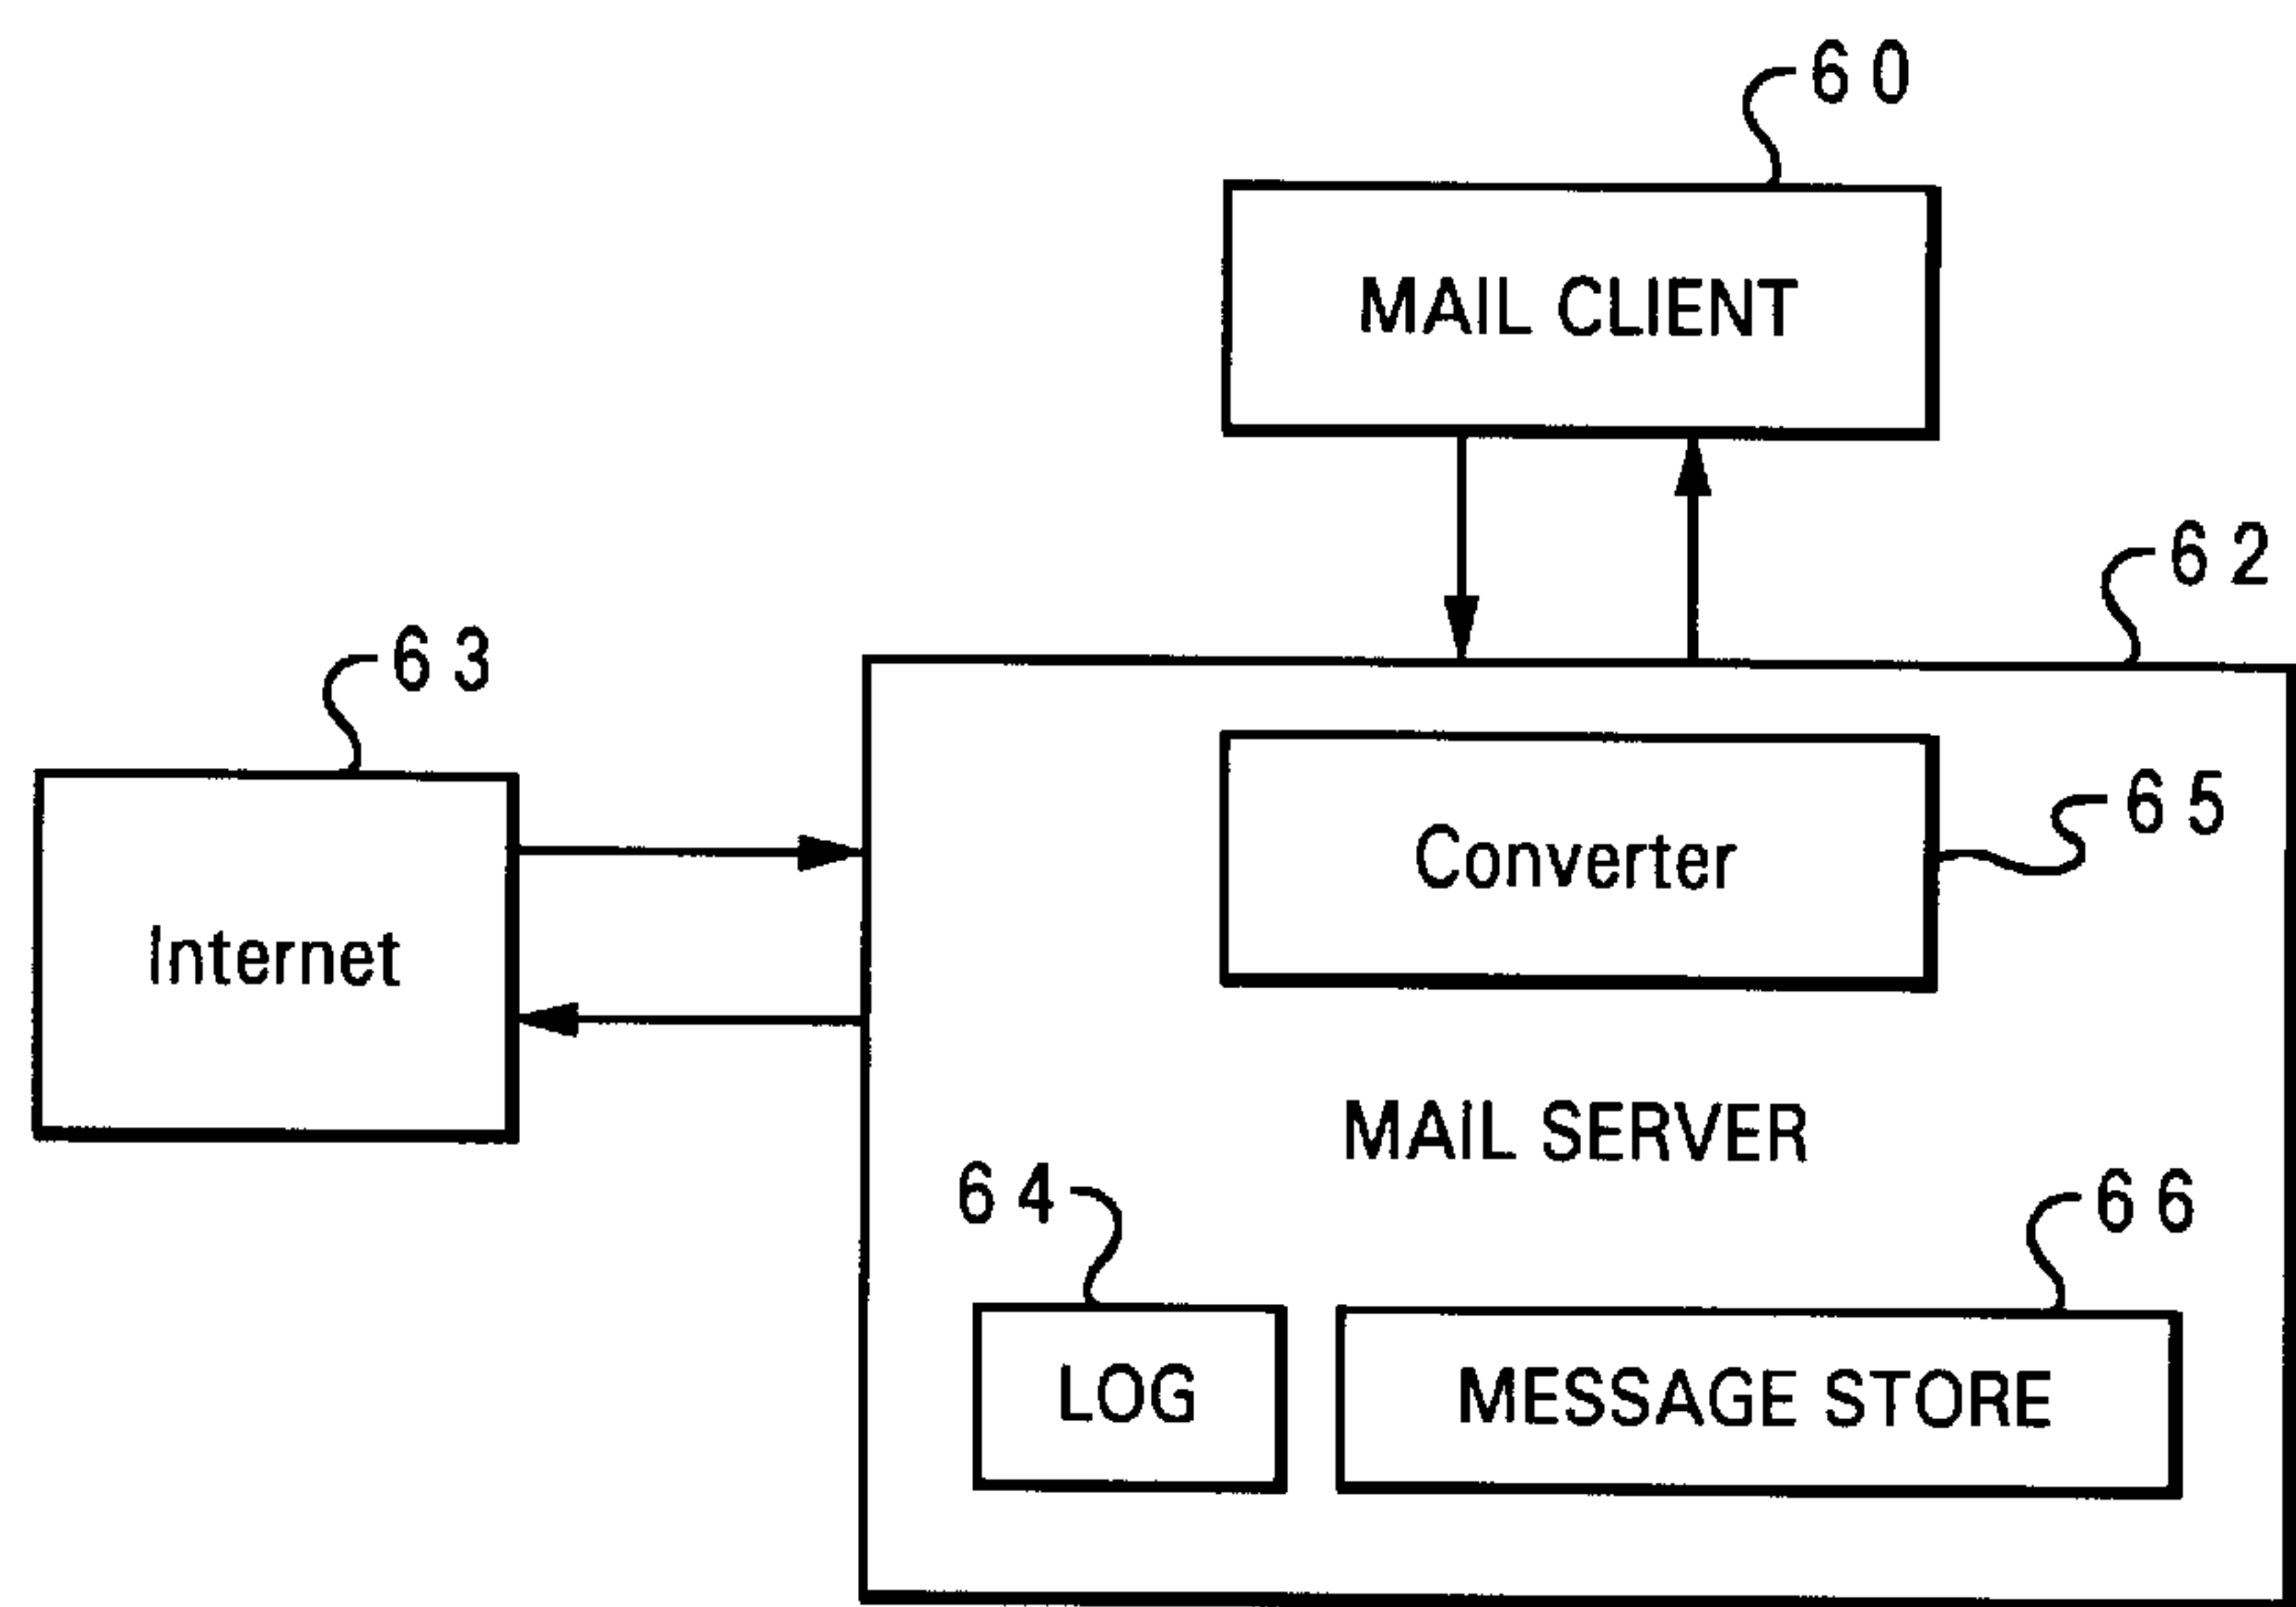 60
MAIL CLIENT
62
63
Internet
Converter
65
MAIL SERVER
64
66
LOG
MESSAGE STORE